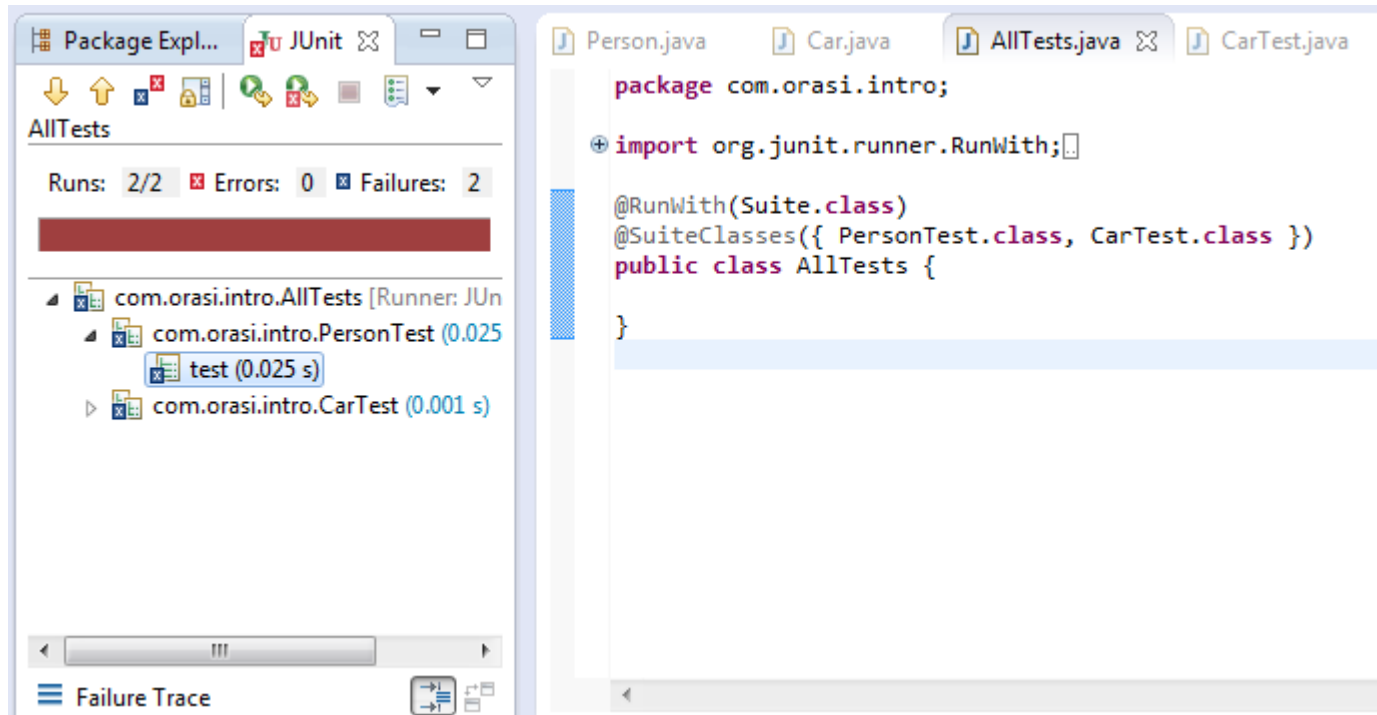 Package Expl... JUnit
AllTests
Runs: 2/2 Errors: 0 Failures: 2
com.orasi.intro.AllTests [Runner: JUn
com.orasi.intro.PersonTest (0.025
test (0.025 s)
com.orasi.intro.CarTest (0.001 s)
Failure Trace
Person.java Car.java AllTests.java CarTest.java
package com.orasi.intro;
import org.junit.runner.RunWith;
@RunWith(Suite.class)
@SuiteClasses({ PersonTest.class, CarTest.class })
public class AllTests {
}